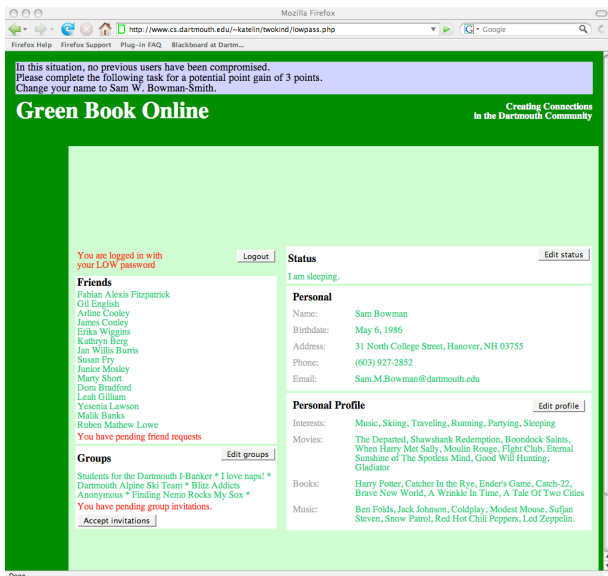 Mozilla Firefox
http://www.cs.dartmouth.edu/~katelin/twokind/lowpass.php
G Google
Firefox Help Firefox Support Plug-in FAQ Blackboard at Dartm...
In this situation, no previous users have been compromised.
Please complete the following task for a potential point gain of 3 points.
Change your name to Sam W. Bowman-Smith.
Green Book Online
Creating Connections
in the Dartmouth Community
You are logged in with
your LOW password
Logout
Friends
Fabian Alexis Fitzpatrick
Gil English
Arline Cooley
James Conley
Erika Wiggins
Kathryn Berg
Jan Willis Burris
Susan Fry
Junior Mosley
Marty Short
Dora Bradford
Leah Gilliam
Yesenia Lawson
Malik Banks
Ruben Mathew Lowe
You have pending friend requests
Groups
Edit groups
Students for the Dartmouth I-Banker * I love naps! *
Dartmouth Alpine Ski Team * Blitz Addicts
Anonymous * Finding Nemo Rocks My Sox *
You have pending group invitations.
Accept invitations
Status
Edit status
I am sleeping.
Personal
Name: Sam Bowman
Birthdate: May 6, 1986
Address: 31 North College Street, Hanover, NH 03755
Phone: (603) 927-2852
Email: Sam.M.Bowman@dartmouth.edu
Personal Profile
Edit profile
Interests: Music, Skiing, Traveling, Running, Partying, Sleeping
Movies: The Departed, Shawshank Redemption, Boondock Saints,
When Harry Met Sally, Moulin Rouge, FIght Club, Eternal
Sunshine of The Spotless Mind, Good Will Hunting,
Gladiator
Books: Harry Potter, Catcher In the Rye, Ender's Game, Catch-22,
Brave New World, A Wrinkle In Time, A Tale Of Two Cities
Music: Ben Folds, Jack Johnson, Coldplay, Modest Mouse, Sufjan
Steven, Snow Patrol, Red Hot Chili Peppers, Led Zeppelin.
Done